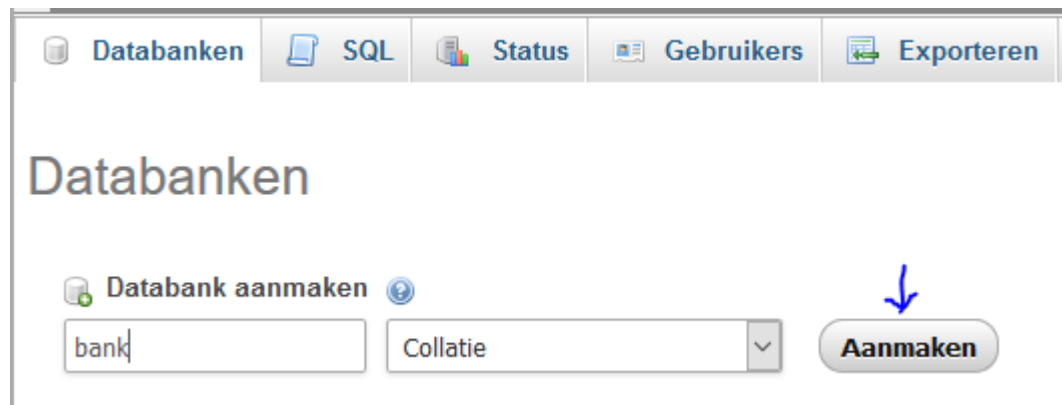 Databanken SQL Status Gebruikers Exporteren
Databanken
Databank aanmaken
bank Collatie Aanmaken